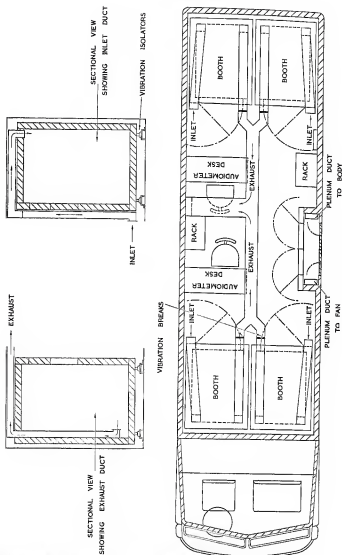 EXHAUST
SECTIONAL VIEW
SHOWING EXHAUST DUCT
SECTIONAL VIEW
SHOWING INLET DUCT
VIBRATION ISOLATORS
INLET
VIBRATION BREAKS
BOOTH
INLET
AUDIOMETER
DESK
RACK
AUDIOMETER
DESK
INLET
BOOTH
EXHAUST
EXHAUST
BOOTH
INLET
RACK
INLET
BOOTH
PLENUM DUCT
TO FAN
PLENUM DUCT
TO BODY